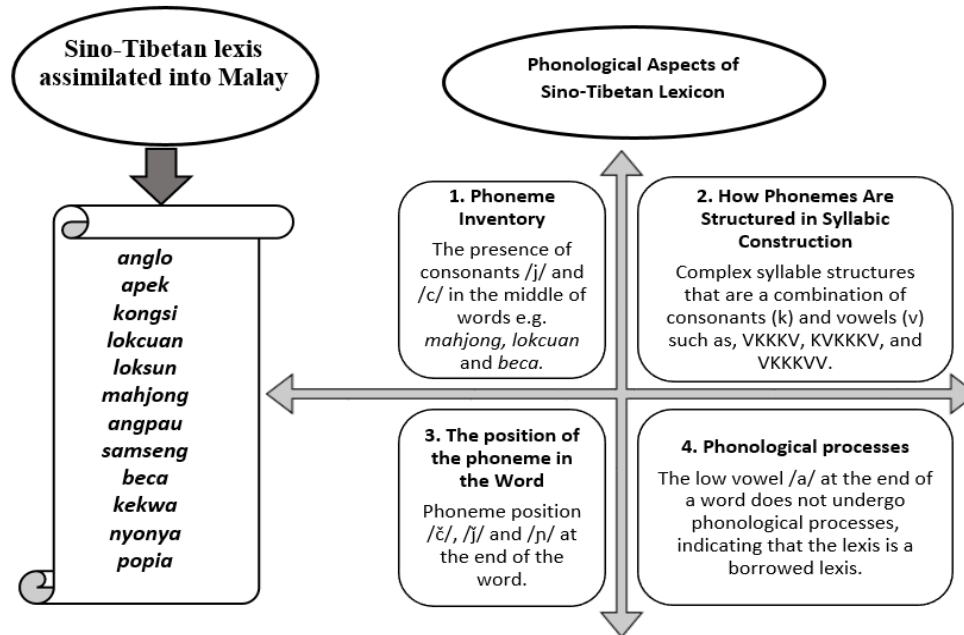 Sino-Tibetan lexis
assimilated into Malay
anglo
apek
kongsi
lokcuan
loksun
mahjong
angpau
samseng
beca
kekwa
nyonya
popia
Phonological Aspects of
Sino-Tibetan Lexicon
1. Phoneme
Inventory
The presence of
consonants /j/ and
/c/ in the middle of
words e.g.
mahjong, lokcuan
and beca.
2. How Phonemes Are
Structured in Syllabic
Construction
Complex syllable structures
that are a combination of
consonants (k) and vowels (v)
such as, VKKKV, KVKKKV, and
VKKKVV.
3. The position of
the phoneme in
the Word
Phoneme position
/č/, /ǰ/ and /ɲ/ at
the end of the
word.
4. Phonological processes
The low vowel /a/ at the end of
a word does not undergo
phonological processes,
indicating that the lexis is a
borrowed lexis.